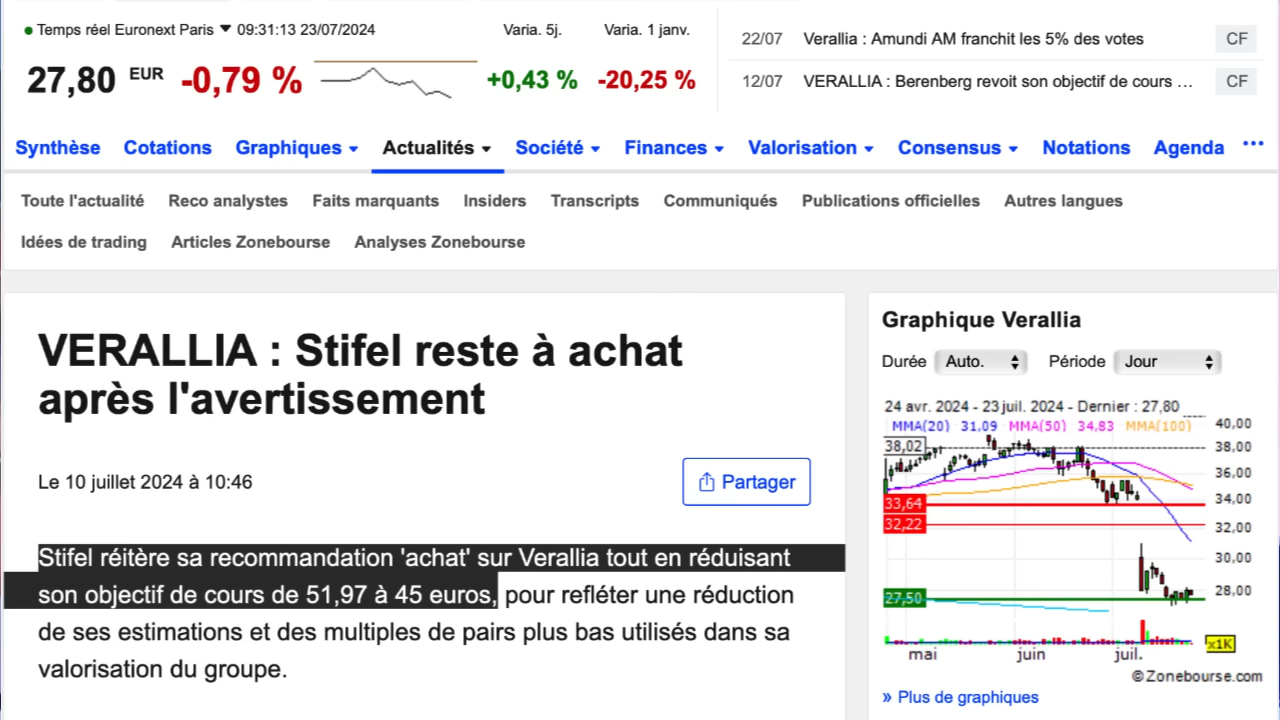 Temps réel Euronext Paris 09:31:13 23/07/2024
Varia. 5j.
Varia. 1 janv.
27,80 EUR -0,79 %
+0,43 %
-20,25 %
22/07 Verallia : Amundi AM franchit les 5% des votes CF
12/07 VERALLIA : Berenberg revoit son objectif de cours … CF
Synthèse Cotations Graphiques Actualités Société Finances Valorisation Consensus Notations Agenda ···
Toute l'actualité Reco analystes Faits marquants Insiders Transcripts Communiqués Publications officielles Autres langues
Idées de trading Articles Zonebourse Analyses Zonebourse
VERALLIA : Stifel reste à achat
après l'avertissement
Le 10 juillet 2024 à 10:46
Partager
Stifel réitère sa recommandation 'achat' sur Verallia tout en réduisant
son objectif de cours de 51,97 à 45 euros, pour refléter une réduction
de ses estimations et des multiples de pairs plus bas utilisés dans sa
valorisation du groupe.
Graphique Verallia
Durée Auto. Période Jour
24 avr. 2024 - 23 juil. 2024 - Dernier : 27,80
MMA(20) 31,09 MMA(50) 34,83 MMA(100)
40,00
38,02
38,00
36,00
34,00
33,64
32,22
32,00
30,00
28,00
27,50
x1K
mai juin juil.
©Zonebourse.com
» Plus de graphiques